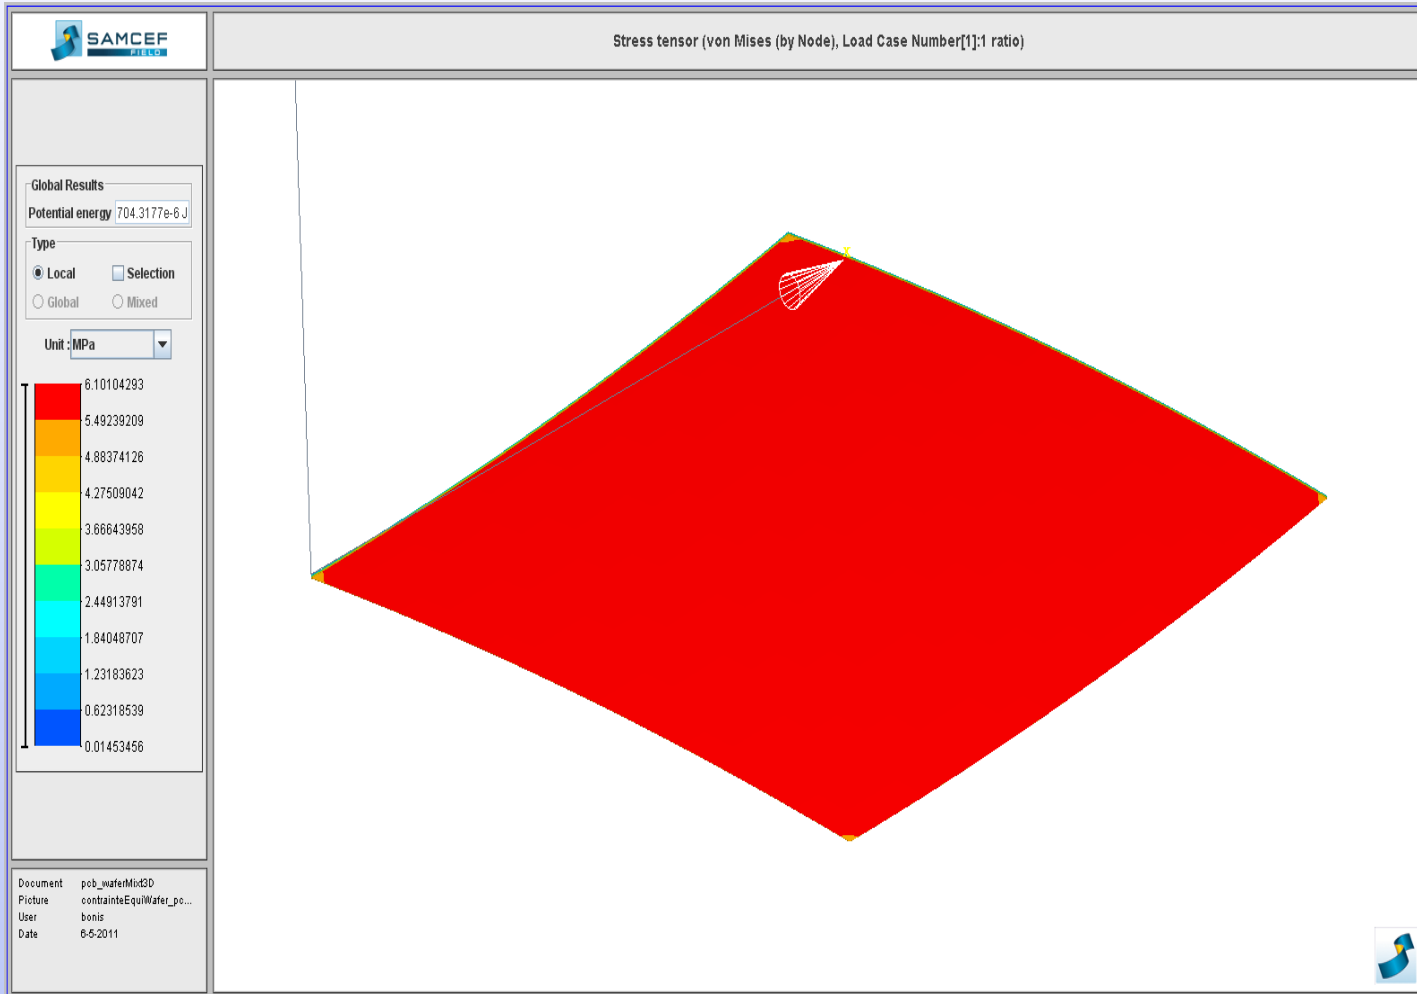 SAMCEF
FIELD
Stress tensor (von Mises (by Node), Load Case Number[1]:1 ratio)
Global Results
Potential energy 704.3177e-6 J
Type
Local Selection
Global Mixed
Unit : MPa
6.10104293
5.49239209
4.88374126
4.27509042
3.66643958
3.05778874
2.44913791
1.84048707
1.23183623
0.62318539
0.01453456
X
Document pcb_waferMixt3D
Picture contrainteEquiWafer_pc...
User bonis
Date 6-5-2011